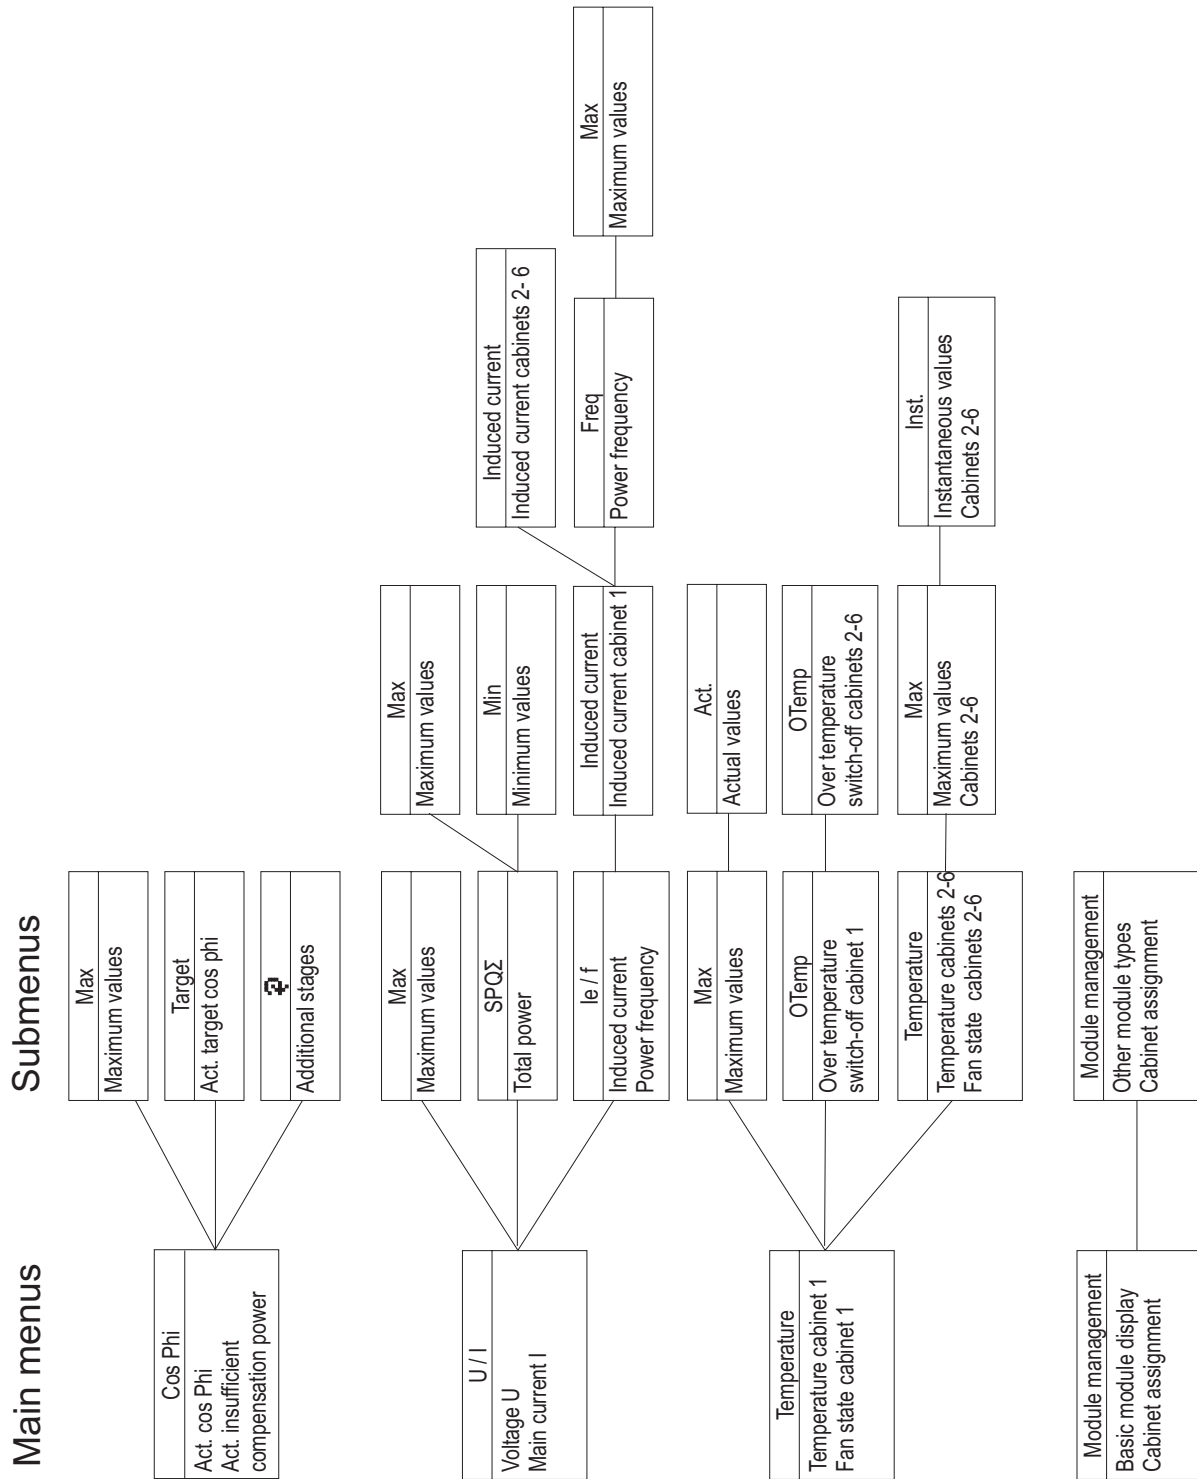 Main menus
Submenus
Cos Phi
Act. cos Phi
Act. insufficient
compensation power
Max
Maximum values
Target
Act. target cos phi
Additional stages
U / I
Voltage U
Main current I
Max
Maximum values
SPQΣ
Total power
Max
Maximum values
Min
Minimum values
Ie / f
Induced current
Power frequency
Induced current
Induced current cabinet 1
Induced current
Induced current cabinets 2- 6
Freq
Power frequency
Max
Maximum values
Temperature
Temperature cabinet 1
Fan state cabinet 1
Max
Maximum values
Act.
Actual values
OTemp
Over temperature
switch-off cabinet 1
OTemp
Over temperature
switch-off cabinets 2-6
Temperature
Temperature cabinets 2-6
Fan state cabinets 2-6
Max
Maximum values
Cabinets 2-6
Inst.
Instantaneous values
Cabinets 2-6
Module management
Basic module display
Cabinet assignment
Module management
Other module types
Cabinet assignment